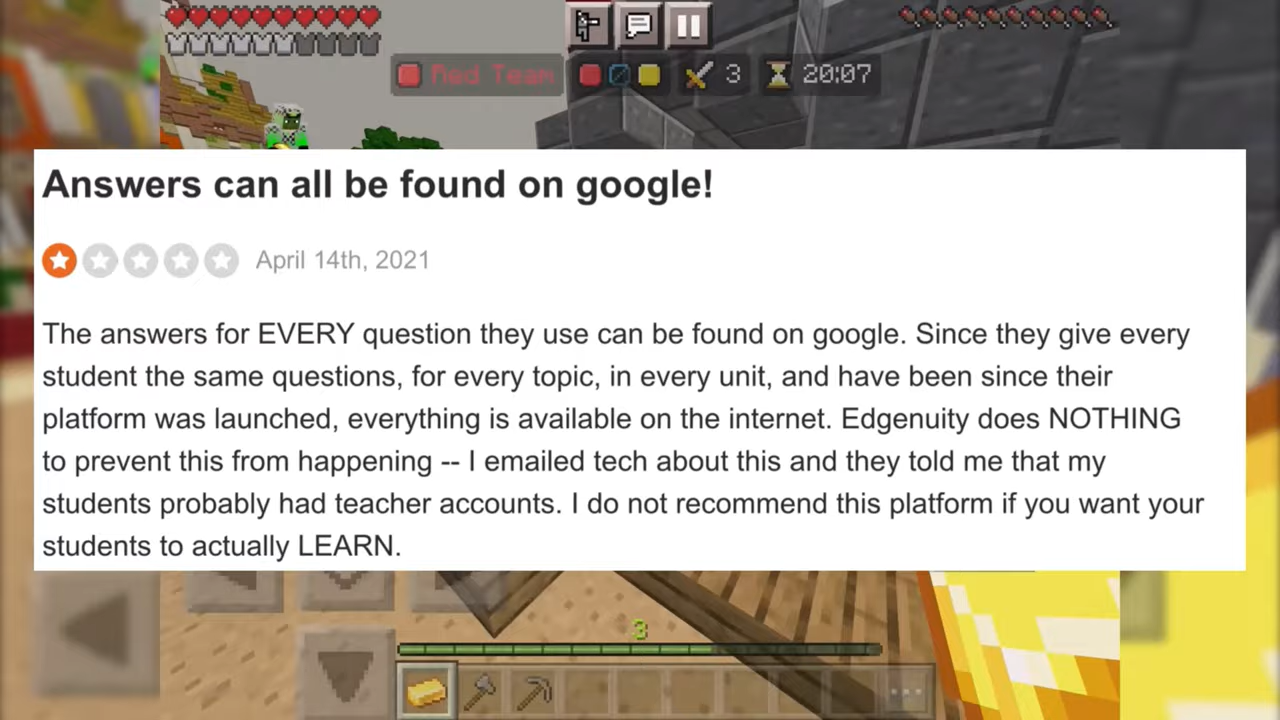 Red Team 3 20:07
Answers can all be found on google!
April 14th, 2021
The answers for EVERY question they use can be found on google. Since they give every
student the same questions, for every topic, in every unit, and have been since their
platform was launched, everything is available on the internet. Edgenuity does NOTHING
to prevent this from happening -- I emailed tech about this and they told me that my
students probably had teacher accounts. I do not recommend this platform if you want your
students to actually LEARN.
3